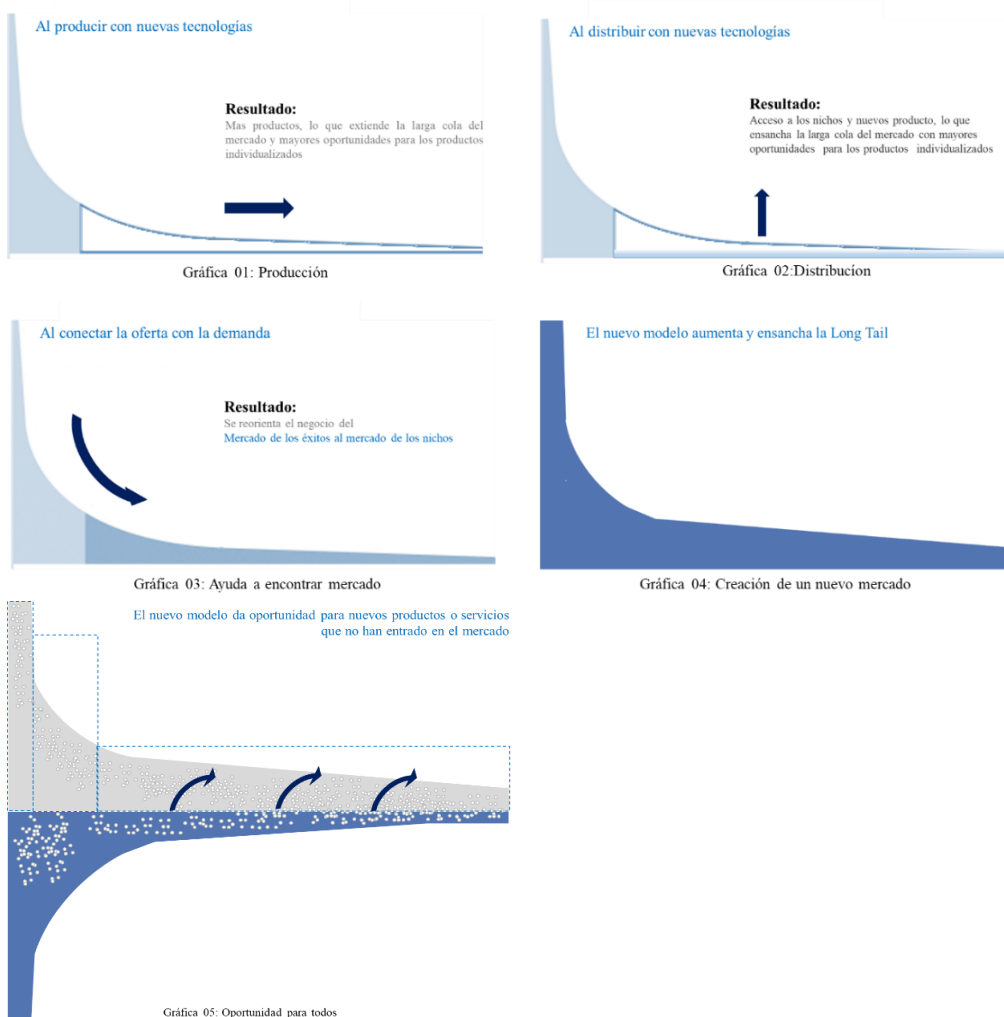 Al producir con nuevas tecnologías
Resultado:
Mas productos, lo que extiende la larga cola del
mercado y mayores oportunidades para los productos
individualizados
Gráfica 01: Producción
Al distribuir con nuevas tecnologías
Resultado:
Acceso a los nichos y nuevos producto, lo que
ensancha la larga cola del mercado con mayores
oportunidades para los productos individualizados
Gráfica 02:Distribucíon
Al conectar la oferta con la demanda
Resultado:
Se reorienta el negocio del
Mercado de los éxitos al mercado de los nichos
Gráfica 03: Ayuda a encontrar mercado
El nuevo modelo aumenta y ensancha la Long Tail
Gráfica 04: Creación de un nuevo mercado
El nuevo modelo da oportunidad para nuevos productos o servicios
que no han entrado en el mercado
Gráfica 05: Oportunidad para todos